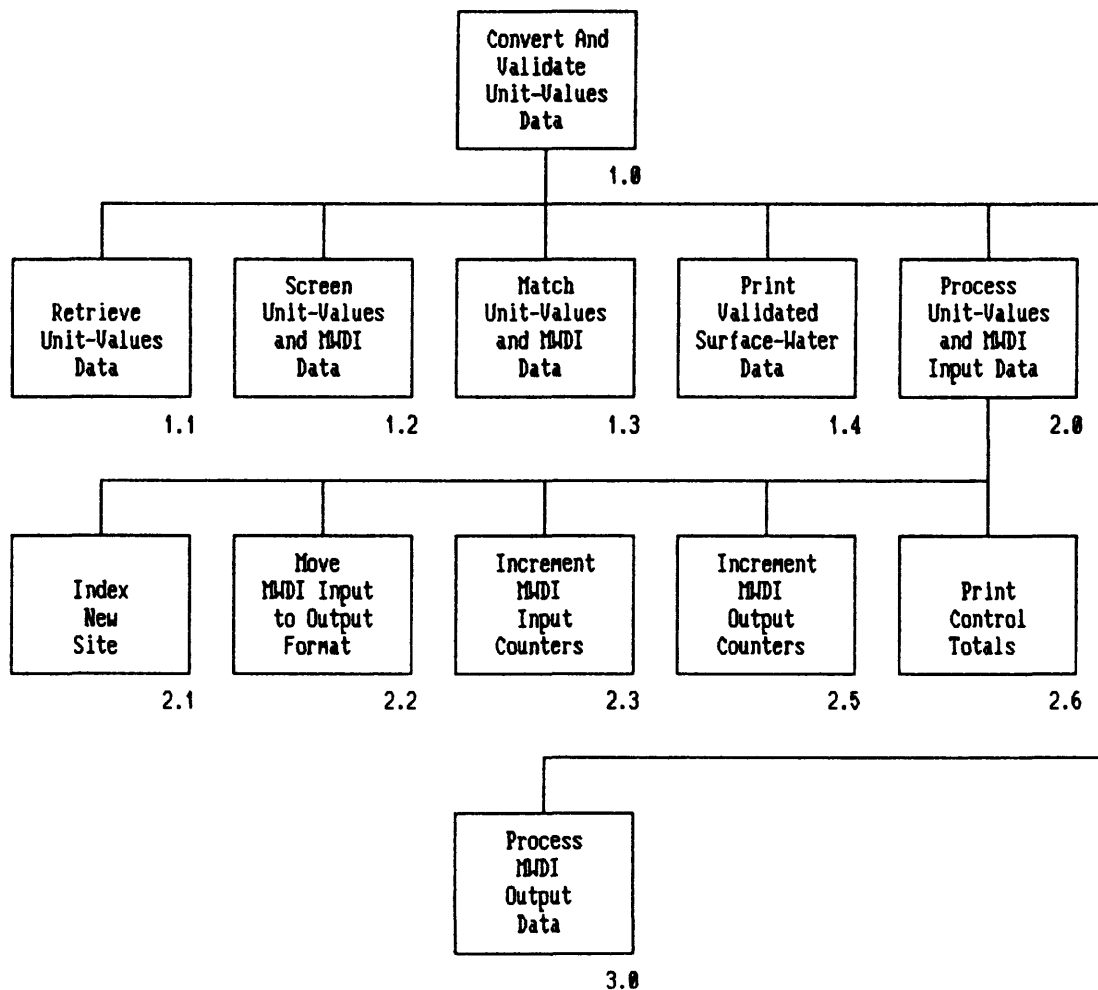 Convert And
Validate
Unit-Values
Data
1.0
Retrieve
Unit-Values
Data
1.1
Screen
Unit-Values
and MWDI
Data
1.2
Match
Unit-Values
and MWDI
Data
1.3
Print
Validated
Surface-Water
Data
1.4
Process
Unit-Values
and MWDI
Input Data
2.0
Index
New
Site
2.1
Move
MWDI Input
to Output
Format
2.2
Increment
MWDI
Input
Counters
2.3
Increment
MWDI
Output
Counters
2.5
Print
Control
Totals
2.6
Process
MWDI
Output
Data
3.0